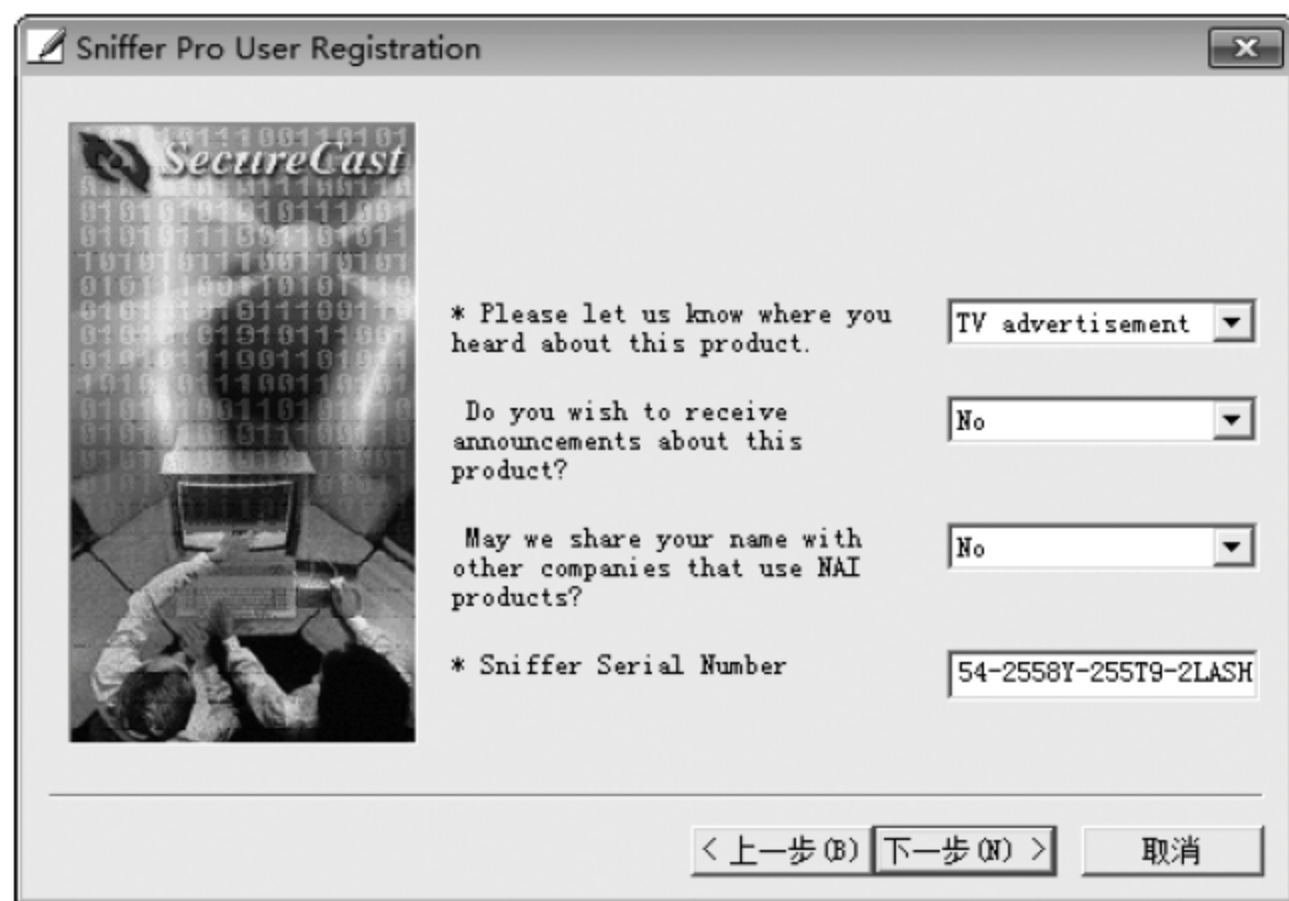 Sniffer Pro User Registration
SecureCast
* Please let us know where you
heard about this product.
TV advertisement
Do you wish to receive
announcements about this
product?
No
May we share your name with
other companies that use NAI
products?
No
* Sniffer Serial Number
54-2558Y-255T9-2LASH
< 上一步(B) 下一步(N) > 取消